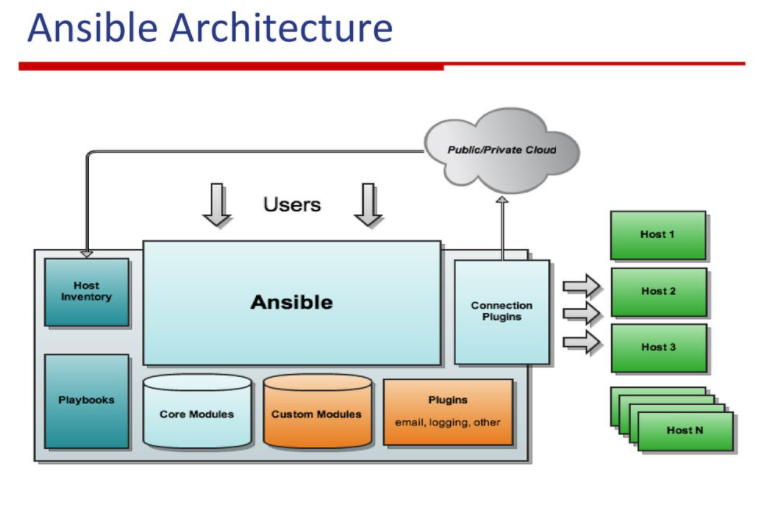 Ansible Architecture
Public/Private Cloud
Users
Host
Inventory
Ansible
Connection
Plugins
Host 1
Host 2
Host 3
Host N
Playbooks
Core Modules
Custom Modules
Plugins
email, logging, other